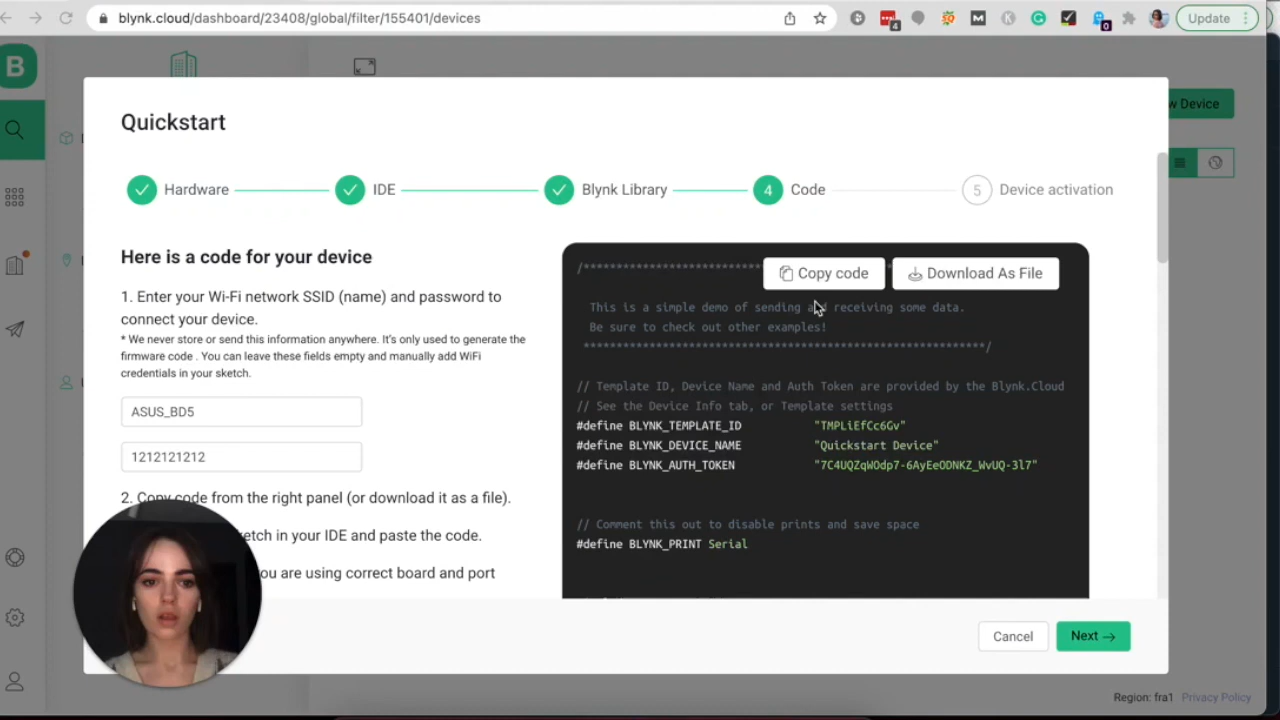 blynk.cloud/dashboard/23408/global/filter/155401/devices
4
0
Update
B
w Device
Quickstart
Hardware
IDE
Blynk Library
4 Code
5 Device activation
Here is a code for your device
1. Enter your Wi-Fi network SSID (name) and password to
connect your device.
* We never store or send this information anywhere. It's only used to generate the
firmware code . You can leave these fields empty and manually add WiFi
credentials in your sketch.
ASUS_BD5
1212121212
2. Copy code from the right panel (or download it as a file).
etch in your IDE and paste the code.
ou are using correct board and port
/***************************
Copy code
Download As File
This is a simple demo of sending and receiving some data.
Be sure to check out other examples!
*************************************************************/
// Template ID, Device Name and Auth Token are provided by the Blynk.Cloud
// See the Device Info tab, or Template settings
#define BLYNK_TEMPLATE_ID "TMPLiEfCc6Gv"
#define BLYNK_DEVICE_NAME "Quickstart Device"
#define BLYNK_AUTH_TOKEN "7C4UQZqWOdp7-6AyEeODNKZ_WvUQ-3l7"
// Comment this out to disable prints and save space
#define BLYNK_PRINT Serial
Cancel
Next →
Region: fra1 Privacy Policy